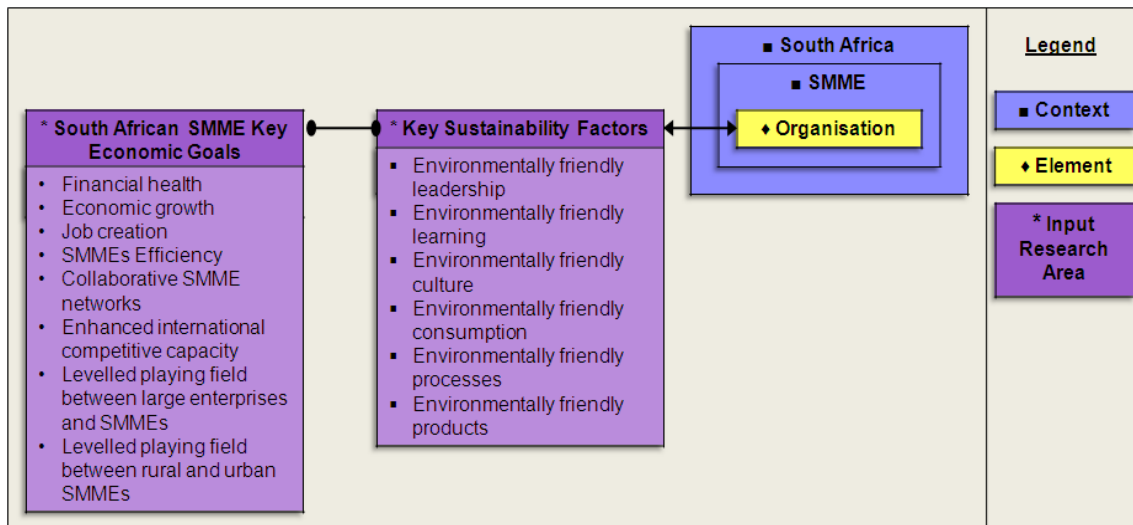 ■ South Africa
■ SMME
♦ Organisation
* South African SMME Key
Economic Goals
• Financial health
• Economic growth
• Job creation
• SMMEs Efficiency
• Collaborative SMME
networks
• Enhanced international
competitive capacity
• Levelled playing field
between large enterprises
and SMMEs
• Levelled playing field
between rural and urban
SMMEs
* Key Sustainability Factors
▪ Environmentally friendly
leadership
▪ Environmentally friendly
learning
▪ Environmentally friendly
culture
▪ Environmentally friendly
consumption
▪ Environmentally friendly
processes
▪ Environmentally friendly
products
Legend
■ Context
♦ Element
* Input
Research
Area